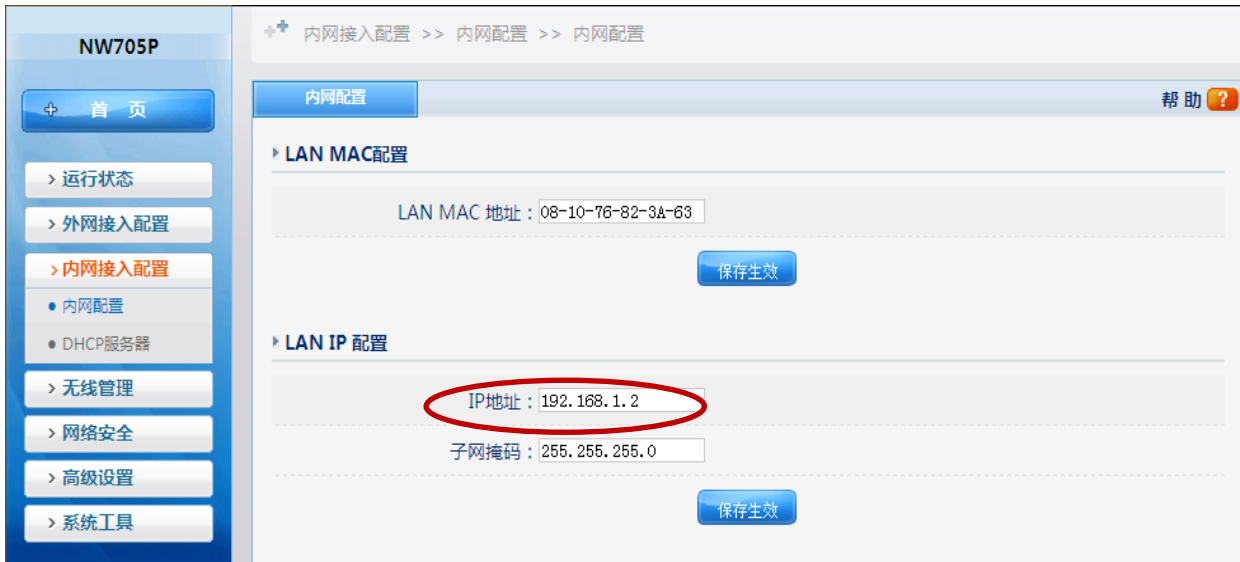 NW705P
首 页
> 运行状态
> 外网接入配置
> 内网接入配置
● 内网配置
● DHCP服务器
> 无线管理
> 网络安全
> 高级设置
> 系统工具
内网接入配置 >> 内网配置 >> 内网配置
内网配置
帮 助 ?
LAN MAC配置
LAN MAC 地址：08-10-76-82-3A-63
保存生效
LAN IP 配置
IP地址：192.168.1.2
子网掩码：255.255.255.0
保存生效